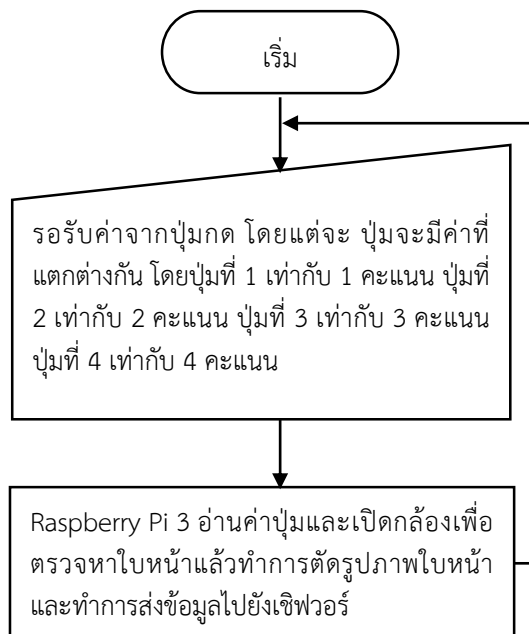 เริ่ม
รอรับค่าจากปุ่มกด โดยแต่จะ ปุ่มจะมีค่าที่
แตกต่างกัน โดยปุ่มที่ 1 เท่ากับ 1 คะแนน ปุ่มที่
2 เท่ากับ 2 คะแนน ปุ่มที่ 3 เท่ากับ 3 คะแนน
ปุ่มที่ 4 เท่ากับ 4 คะแนน
Raspberry Pi 3 อ่านค่าปุ่มและเปิดกล้องเพื่อ
ตรวจหาใบหน้าแล้วทำการตัดรูปภาพใบหน้า
และทำการส่งข้อมูลไปยังเซิฟเวอร์